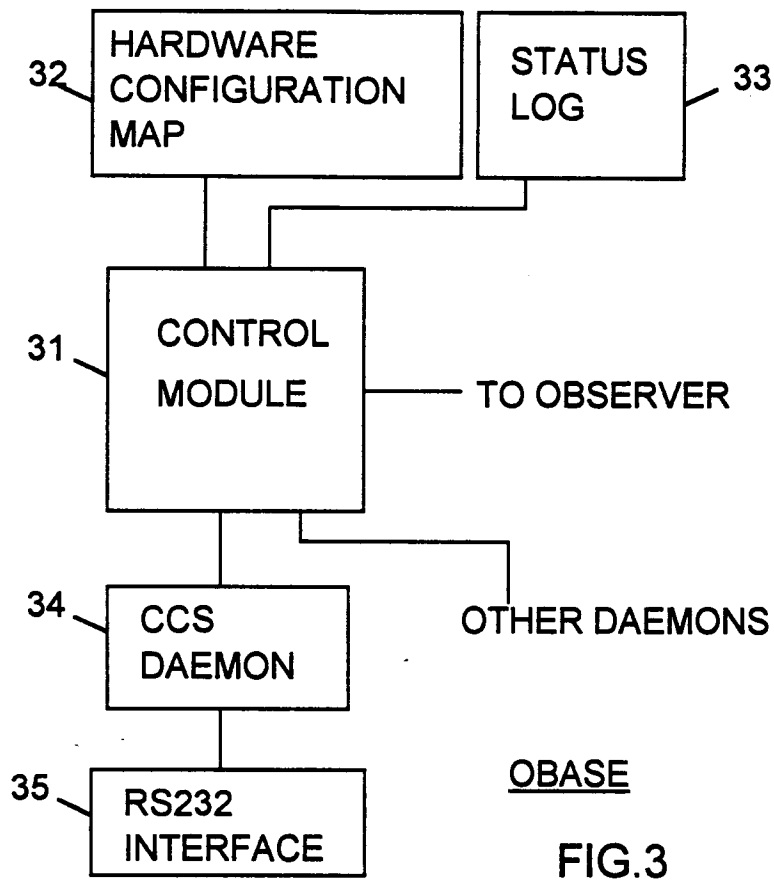 32
HARDWARE
CONFIGURATION
MAP
STATUS
LOG
33
31
CONTROL
MODULE
TO OBSERVER
34
CCS
DAEMON
OTHER DAEMONS
35
RS232
INTERFACE
OBASE
FIG.3